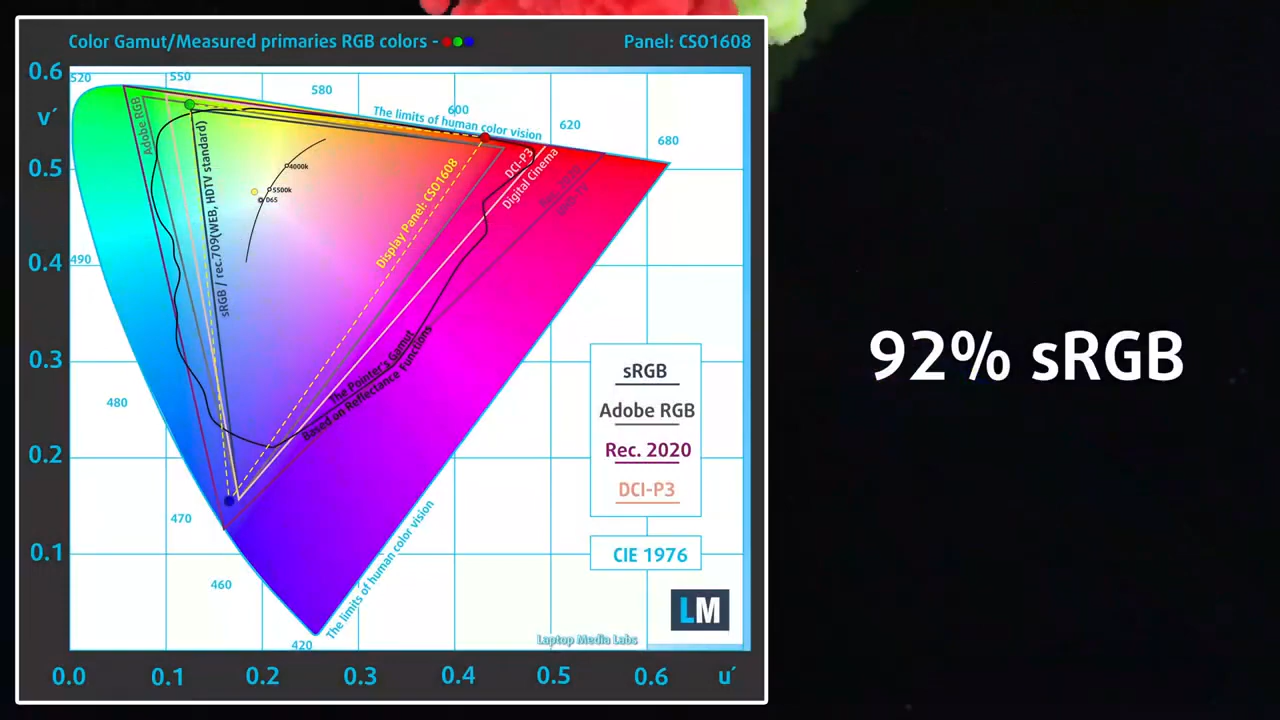 Color Gamut/Measured primaries RGB colors -
Panel: CSO1608
0.6
v´
0.5
0.4
0.3
0.2
0.1
0.0
0.1
0.2
0.3
0.4
0.5
0.6
u´
520
550
580
600
620
680
490
480
470
460
420
The limits of human color vision
Adobe RGB
sRGB / rec.709(WEB, HDTV standard)
4000k
5500k
D65
Display Panel: CSO1608
DCI-P3
Digital Cinema
Rec. 2020
UHD-TV
The Pointer's Gamut
Based on Reflectance Functions
The limits of human color vision
sRGB
Adobe RGB
Rec. 2020
DCI-P3
CIE 1976
LM
Laptop Media Labs
92% sRGB